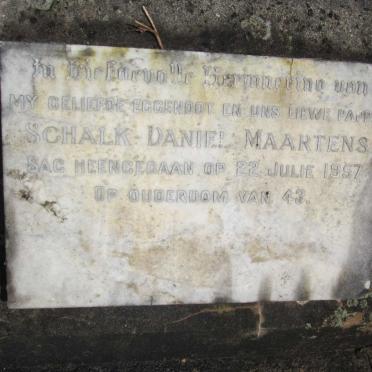 In Liefdevolle Herinnering van
MY GELIEFDE EGGENOOT EN ONS LIEWE PAPPA
SCHALK DANIEL MAARTENS
SAG HEENGEGAAN OP 22 JULIE 1957
OP OUDERDOM VAN 43.